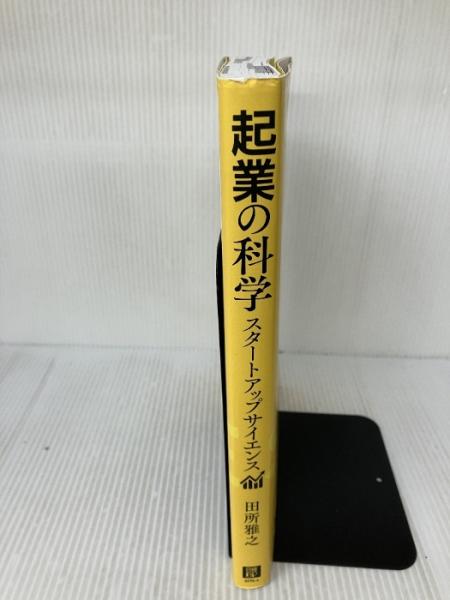 起業の科学
スタートアップサイエンス
田所雅之